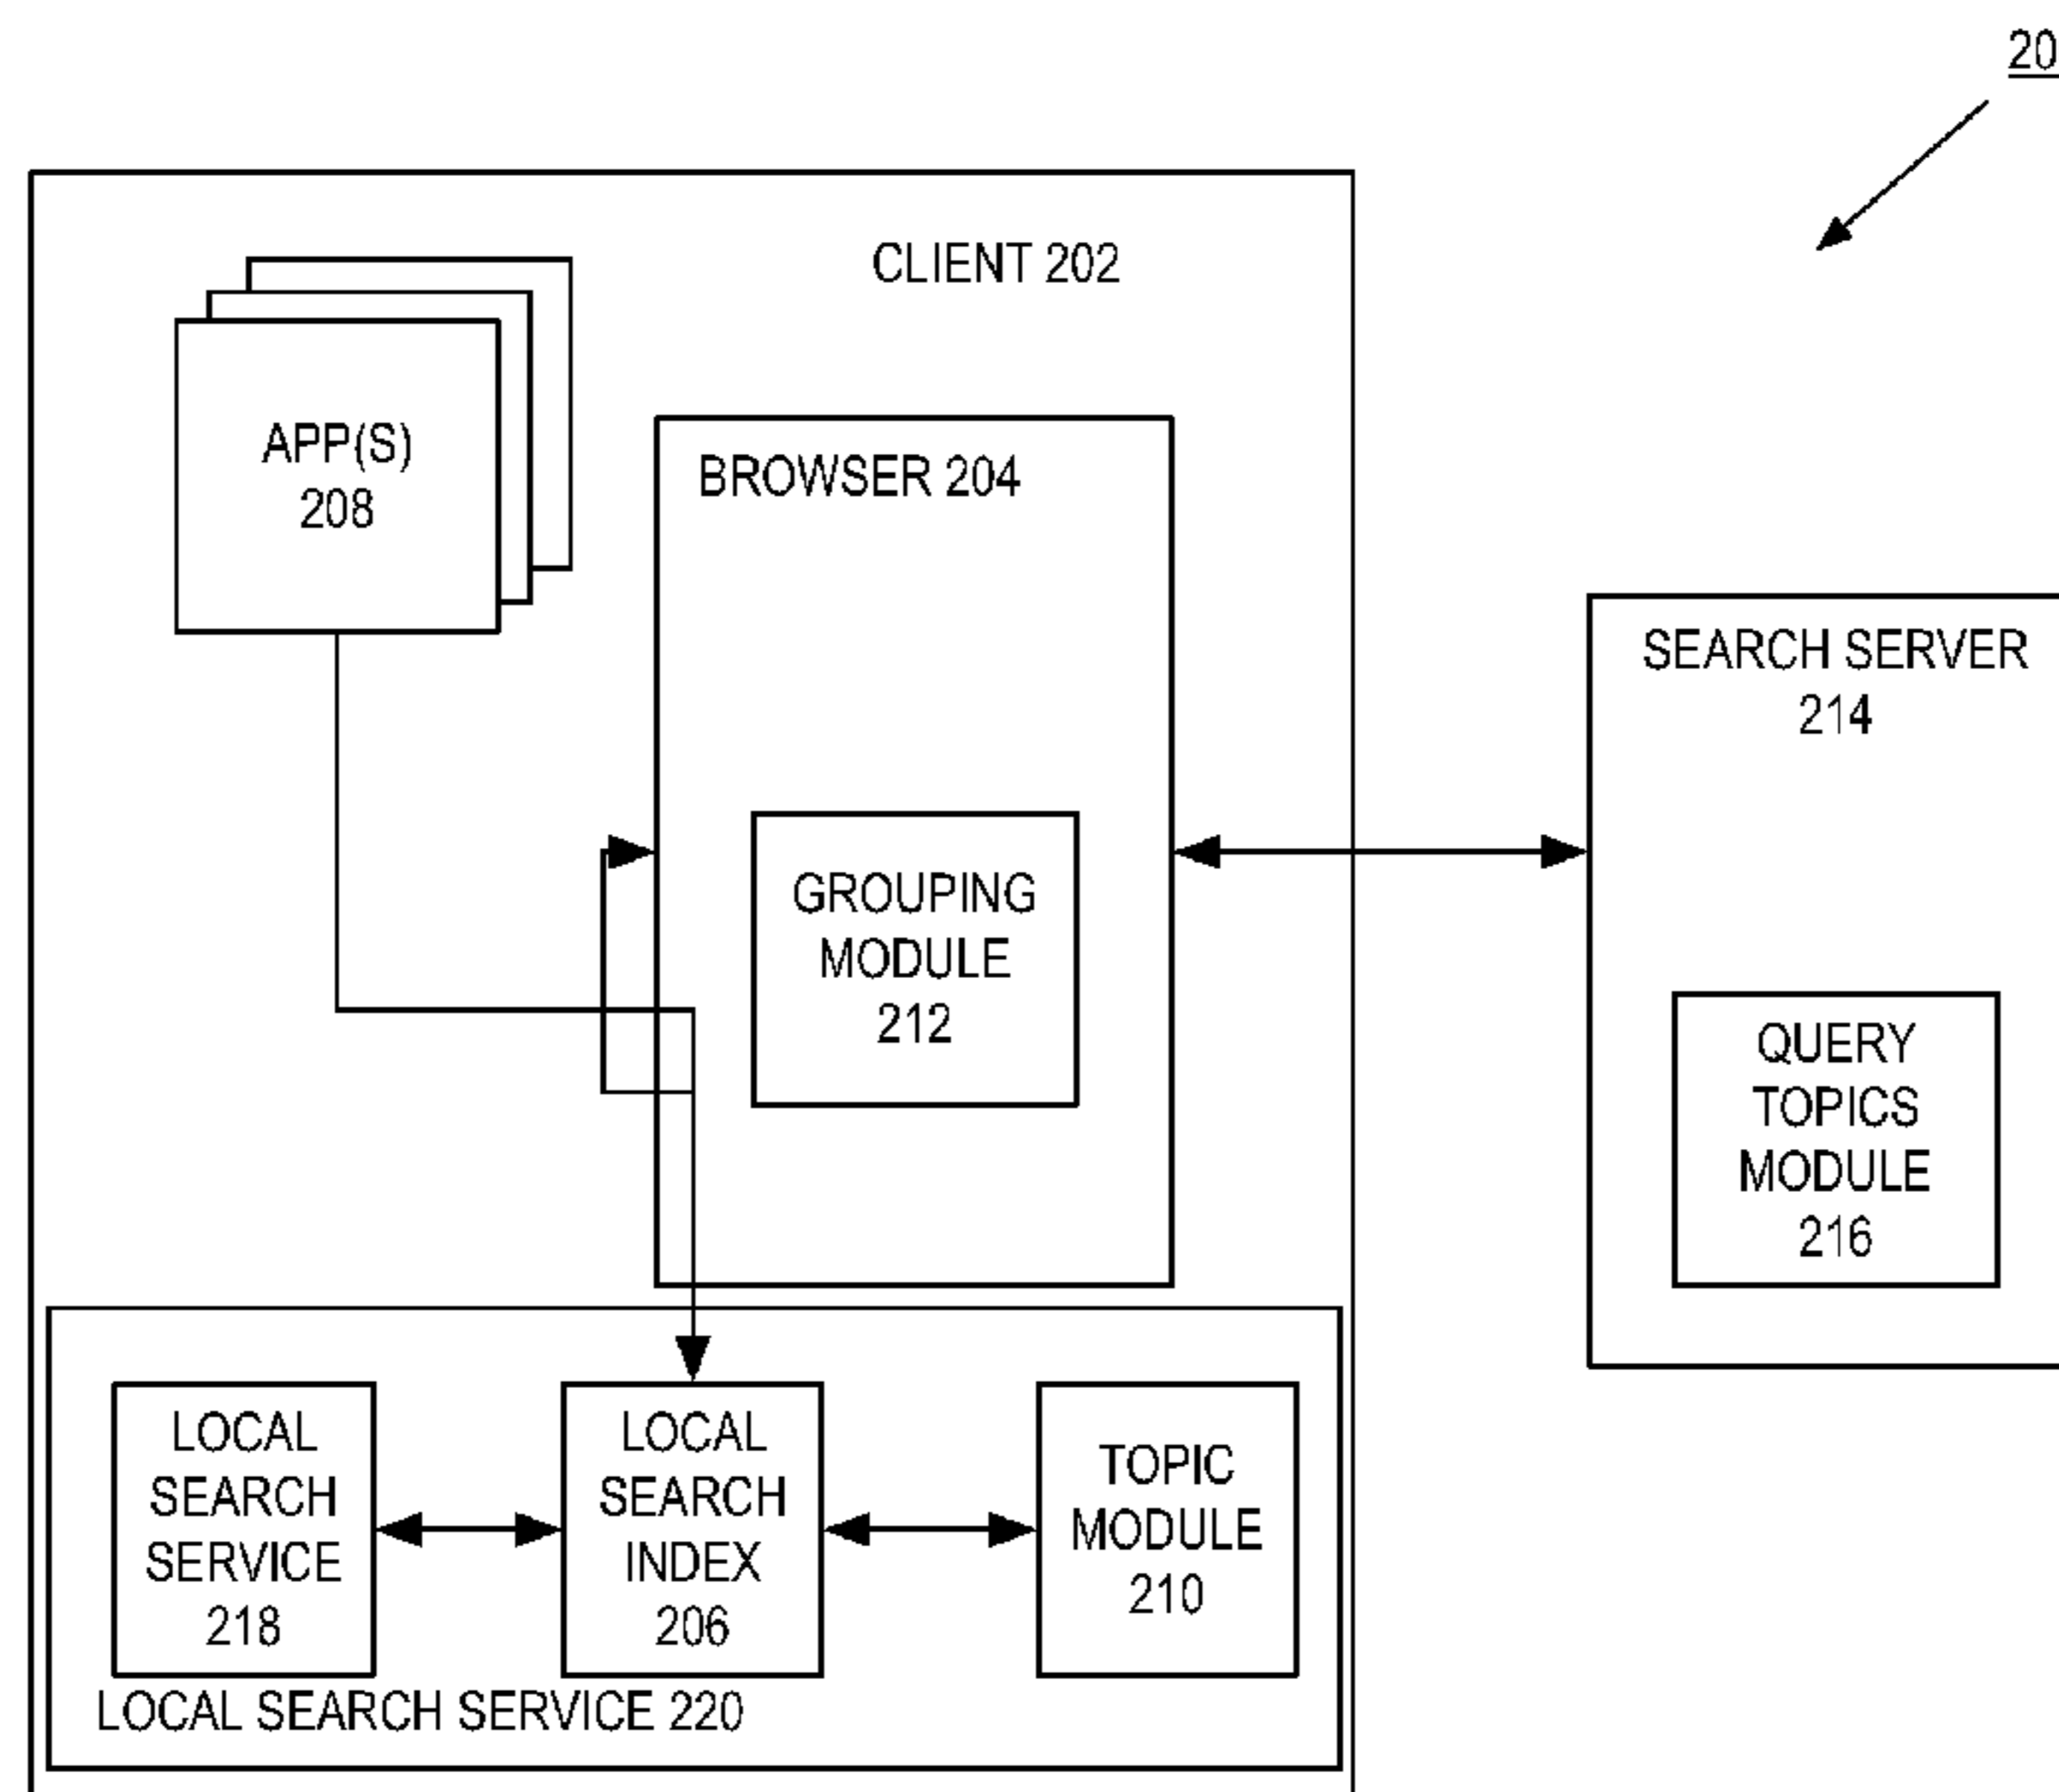 20
CLIENT 202
APP(S)
208
BROWSER 204
GROUPING
MODULE
212
SEARCH SERVER
214
QUERY
TOPICS
MODULE
216
LOCAL
SEARCH
SERVICE
218
LOCAL
SEARCH
INDEX
206
TOPIC
MODULE
210
LOCAL SEARCH SERVICE 220